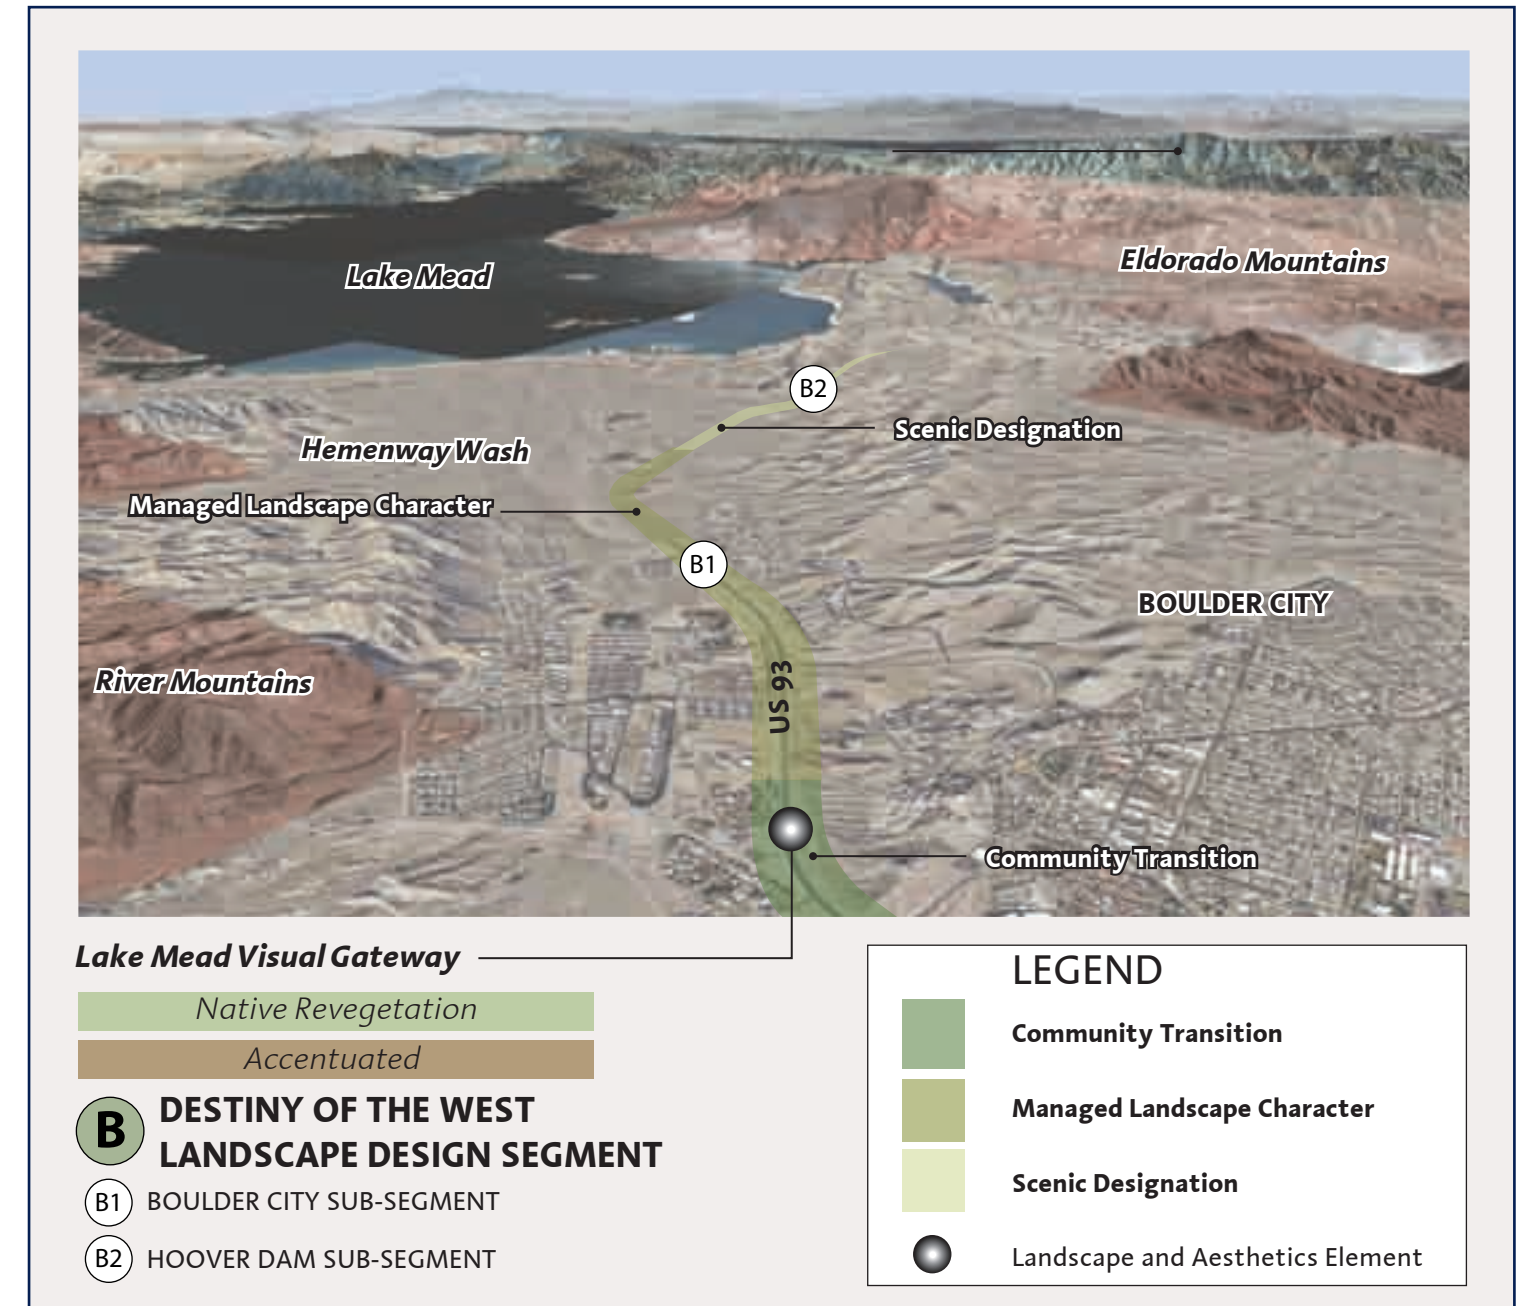 Lake Mead
Eldorado Mountains
B2
Scenic Designation
Hemenway Wash
Managed Landscape Character
B1
BOULDER CITY
River Mountains
US 93
Community Transition
Lake Mead Visual Gateway
Native Revegetation
Accentuated
B
DESTINY OF THE WEST
LANDSCAPE DESIGN SEGMENT
B1 BOULDER CITY SUB-SEGMENT
B2 HOOVER DAM SUB-SEGMENT
LEGEND
Community Transition
Managed Landscape Character
Scenic Designation
Landscape and Aesthetics Element